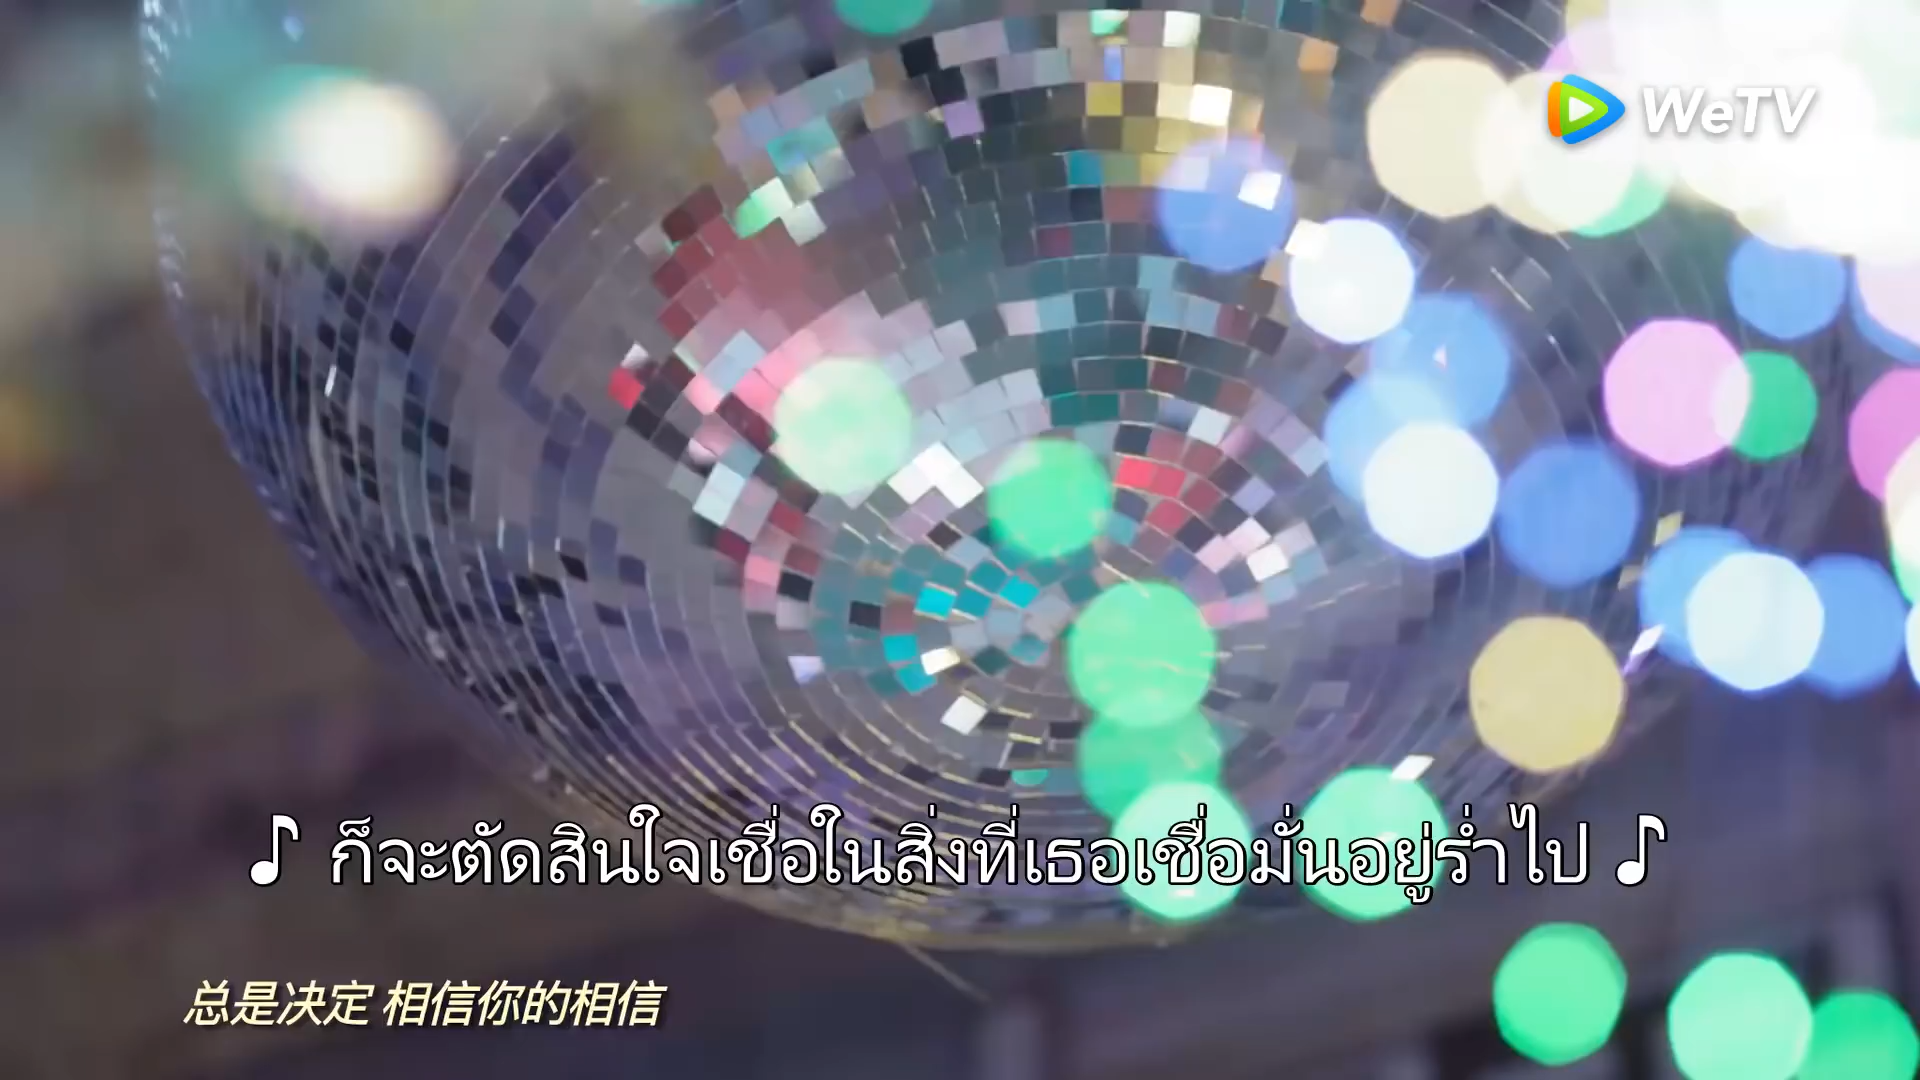 WeTV
♪ ก็จะตัดสินใจเชื่อในสิ่งที่เธอเชื่อมั่นอยู่ร่ำไป ♪
总是决定 相信你的相信